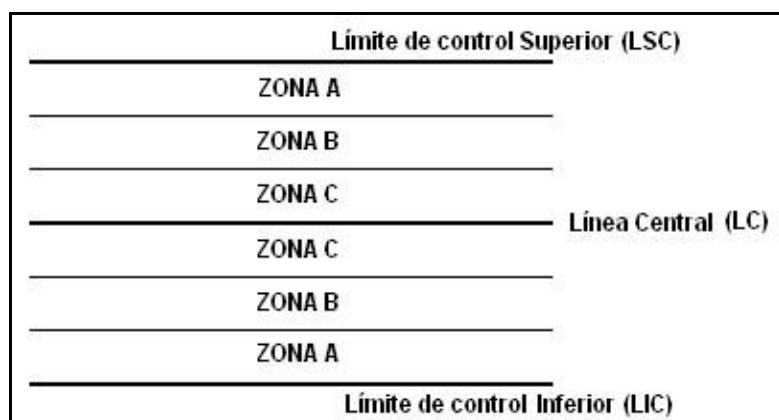 Límite de control Superior (LSC)
ZONA A
ZONA B
ZONA C
Línea Central (LC)
ZONA C
ZONA B
ZONA A
Límite de control Inferior (LIC)